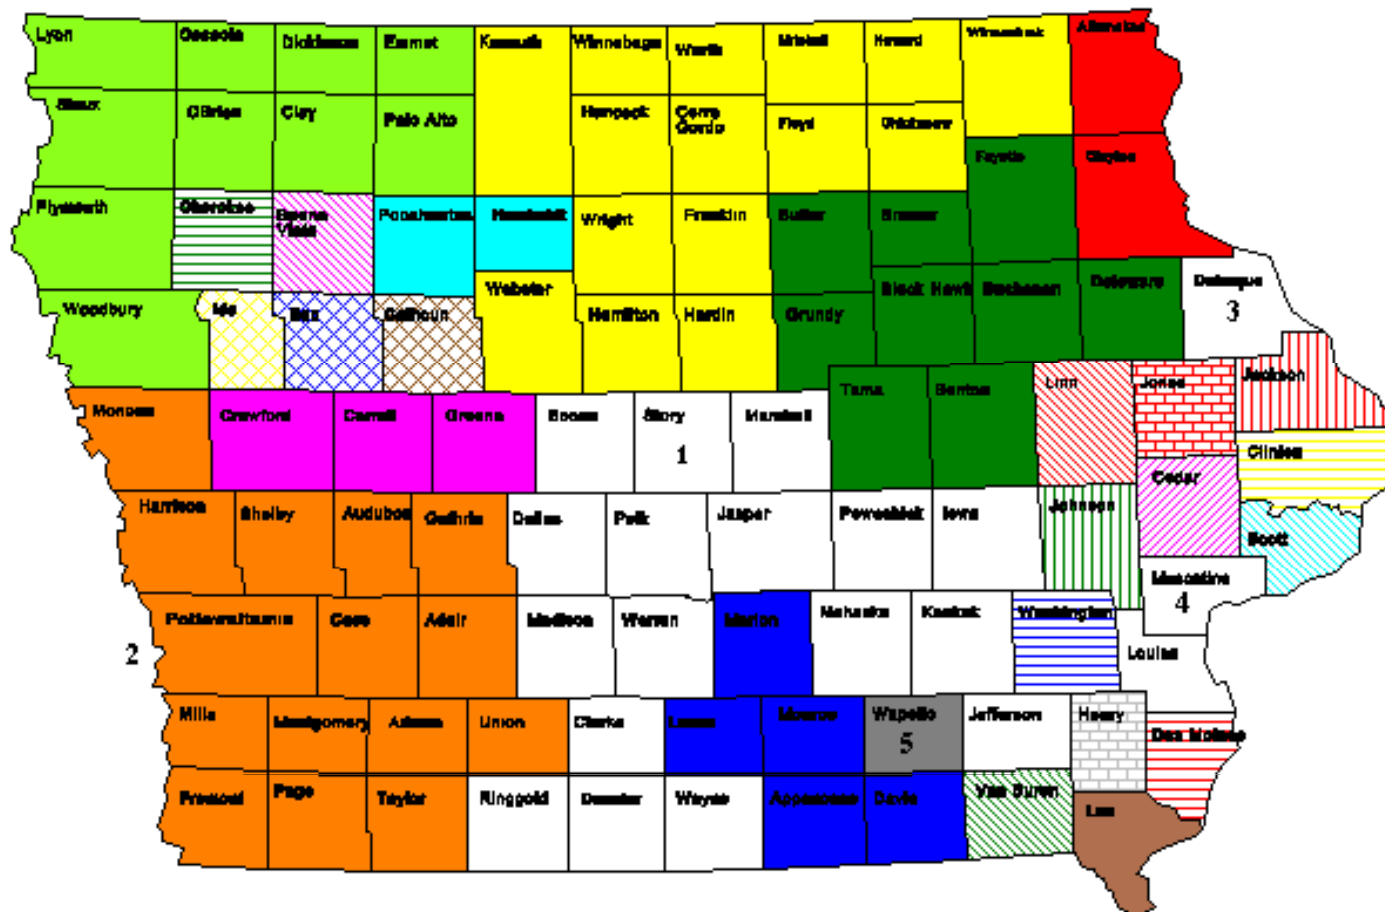 Lyon
Osceola
Dickinson
Emmet
Kossuth
Winnebago
Worth
Mitchell
Howard
Winneshiek
Allamakee
Sioux
OBrien
Clay
Palo Alto
Hancock
Cerro
Gordo
Floyd
Chickasaw
Fayette
Clayton
Plymouth
Cherokee
Buena
Vista
Pocahontas
Humboldt
Wright
Franklin
Butler
Bremer
Woodbury
Ida
Sac
Calhoun
Webster
Hamilton
Hardin
Grundy
Black Hawk
Buchanan
Delaware
Dubuque
3
Monona
Crawford
Carroll
Greene
Boone
Story
1
Marshall
Tama
Benton
Linn
Jones
Jackson
Clinton
Cedar
Harrison
Shelby
Audubon
Guthrie
Dallas
Polk
Jasper
Poweshiek
Iowa
Johnson
Scott
Muscatine
4
2
Pottawattamie
Cass
Adair
Madison
Warren
Marion
Mahaska
Keokuk
Washington
Louisa
Mills
Montgomery
Adams
Union
Clarke
Lucas
Monroe
Wapello
5
Jefferson
Henry
Des Moines
Fremont
Page
Taylor
Ringgold
Decatur
Wayne
Appanoose
Davis
Van Buren
Lee